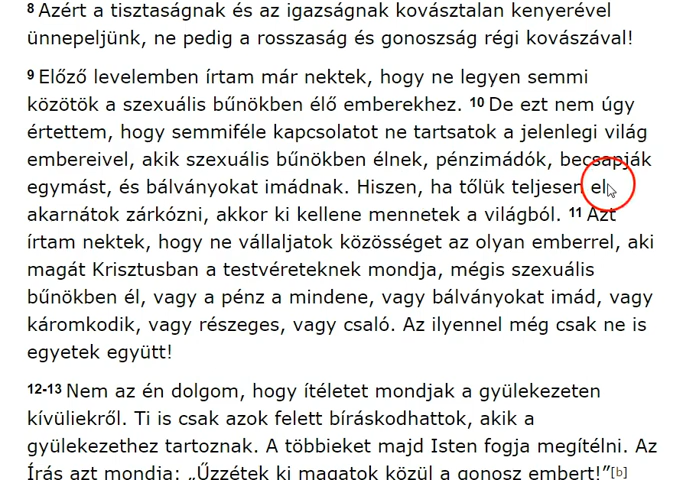 8 Azért a tisztaságnak és az igazságnak kovásztalan kenyerével
ünnepeljünk, ne pedig a rosszaság és gonoszság régi kovászával!
9 Előző levelemben írtam már nektek, hogy ne legyen semmi
közötök a szexuális bűnökben élő emberekhez. 10 De ezt nem úgy
értettem, hogy semmiféle kapcsolatot ne tartsatok a jelenlegi világ
embereivel, akik szexuális bűnökben élnek, pénzimádók, becsapják
egymást, és bálványokat imádnak. Hiszen, ha tőlük teljesen el
akarnátok zárkózni, akkor ki kellene mennetek a világból. 11 Azt
írtam nektek, hogy ne vállaljatok közösséget az olyan emberrel, aki
magát Krisztusban a testvéreteknek mondja, mégis szexuális
bűnökben él, vagy a pénz a mindene, vagy bálványokat imád, vagy
káromkodik, vagy részeges, vagy csaló. Az ilyennel még csak ne is
egyetek együtt!
12-13 Nem az én dolgom, hogy ítéletet mondjak a gyülekezeten
kívüliekről. Ti is csak azok felett bíráskodhattok, akik a
gyülekezethez tartoznak. A többieket majd Isten fogja megítélni. Az
Írás azt mondja: „Űzzétek ki magatok közül a gonosz embert!”[b]